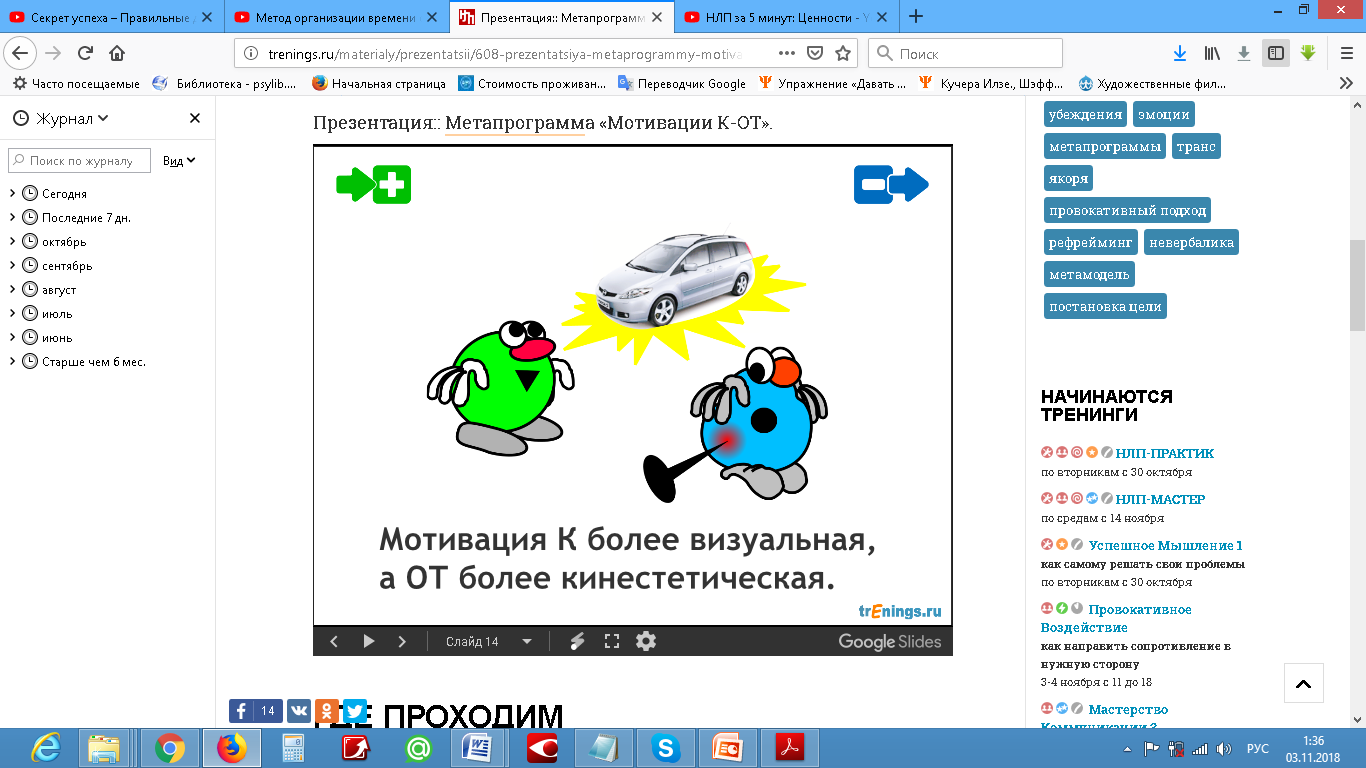 Секрет успеха – Правильные
Метод организации времени
Презентация:: Метапрограмм
НЛП за 5 минут: Ценности - Y
trenings.ru/materialy/prezentatsii/608-prezentatsiya-metaprogrammy-motiva
Поиск
Часто посещаемые
Библиотека - psylib....
Начальная страница
Стоимость проживан...
Переводчик Google
Упражнение «Давать ...
Кучера Илзе., Шэфф...
Художественные фил...
Журнал
Поиск по журналу
Вид
Сегодня
Последние 7 дн.
октябрь
сентябрь
август
июль
июнь
Старше чем 6 мес.
Презентация:: Метапрограмма «Мотивации К-ОТ».
Мотивация К более визуальная,
а ОТ более кинестетическая.
trEnings.ru
Слайд 14
Google Slides
14
ГДЕ ПРОХОДИМ
убеждения эмоции
метапрограммы транс
якоря
провокативный подход
рефрейминг невербалика
метамодель
постановка цели
НАЧИНАЮТСЯ
ТРЕНИНГИ
НЛП-ПРАКТИК
по вторникам с 30 октября
НЛП-МАСТЕР
по средам с 14 ноября
Успешное Мышление 1
как самому решать свои проблемы
по вторникам с 30 октября
Провокативное
Воздействие
как направить сопротивление в
нужную сторону
3-4 ноября с 11 до 18
Мастерство
Коммуникации 3
РУС
1:36
03.11.2018